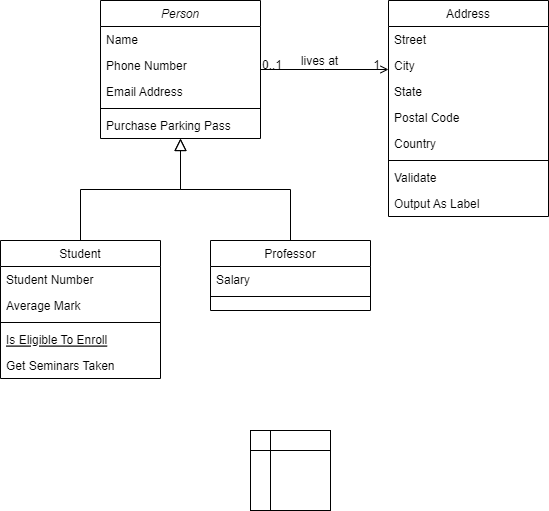 Person
Name
Phone Number
Email Address
Purchase Parking Pass
0..1
lives at
1
Address
Street
City
State
Postal Code
Country
Validate
Output As Label
Student
Student Number
Average Mark
Is Eligible To Enroll
Get Seminars Taken
Professor
Salary